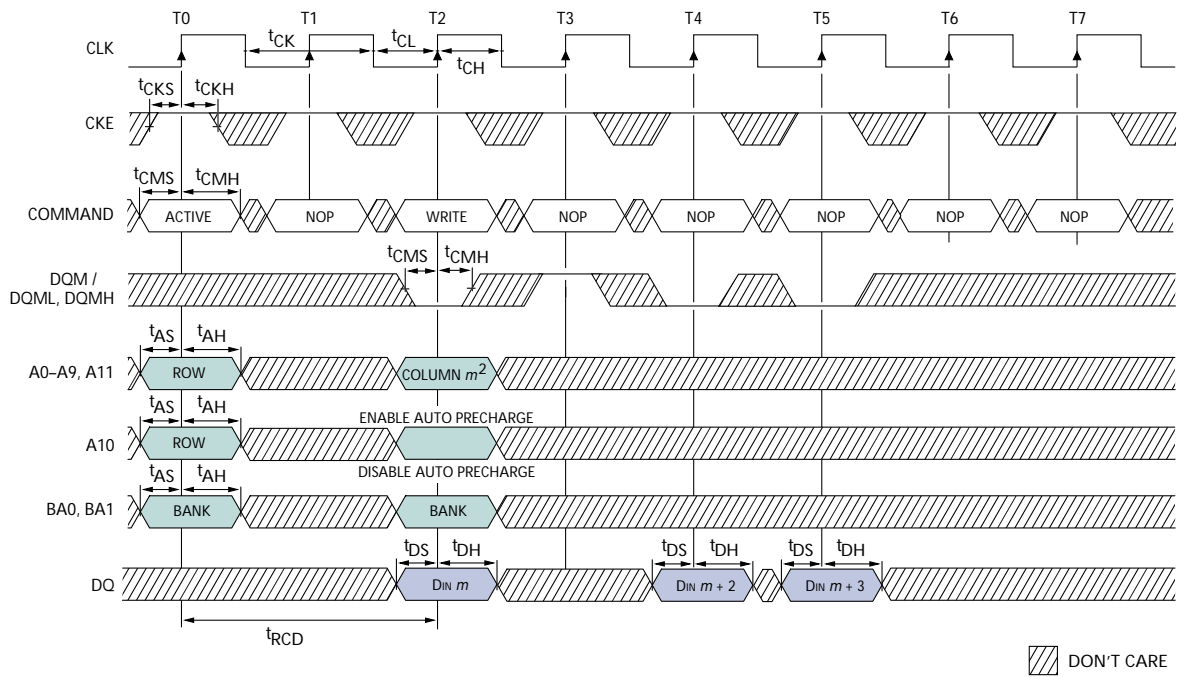 T0 T1 T2 T3 T4 T5 T6 T7
CLK
tCK tCL
tCH
tCKS tCKH
CKE
tCMS tCMH
COMMAND ACTIVE NOP WRITE NOP NOP NOP NOP NOP
tCMS tCMH
DQM /
DQML, DQMH
tAS tAH
A0–A9, A11 ROW COLUMN m2
tAS tAH ENABLE AUTO PRECHARGE
A10 ROW
tAS tAH DISABLE AUTO PRECHARGE
BA0, BA1 BANK BANK
tDS tDH tDS tDH tDS tDH
DQ DIN m DIN m + 2 DIN m + 3
tRCD
DON'T CARE